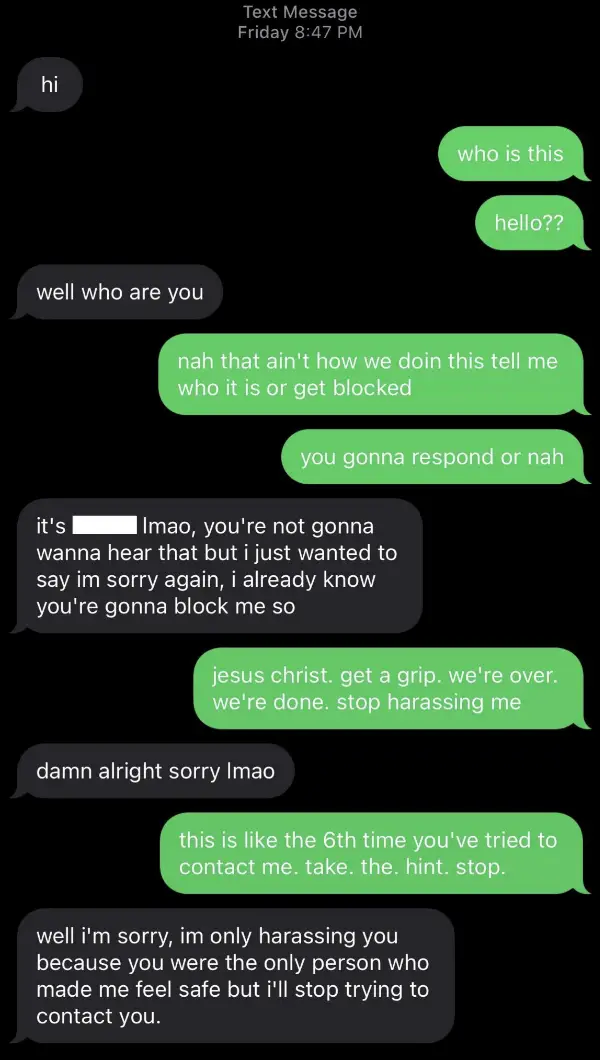 Text Message
Friday 8:47 PM
hi
who is this
hello??
well who are you
nah that ain't how we doin this tell me
who it is or get blocked
you gonna respond or nah
it's lmao, you're not gonna
wanna hear that but i just wanted to
say im sorry again, i already know
you're gonna block me so
jesus christ. get a grip. we're over.
we're done. stop harassing me
damn alright sorry lmao
this is like the 6th time you've tried to
contact me. take. the. hint. stop.
well i'm sorry, im only harassing you
because you were the only person who
made me feel safe but i'll stop trying to
contact you.